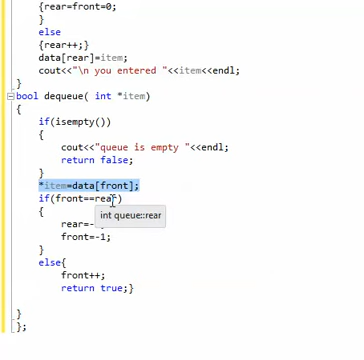 {rear=front=0;
}
else
{rear++;}
data[rear]=item;
cout<<"\n you entered "<<item<<endl;
}
bool dequeue( int *item)
{
if(isempty())
{
cout<<"queue is empty "<<endl;
return false;
}
*item=data[front];
if(front==rear)
{
int queue::rear
rear=-
front=-1;
}
else{
front++;
return true;}
}
};